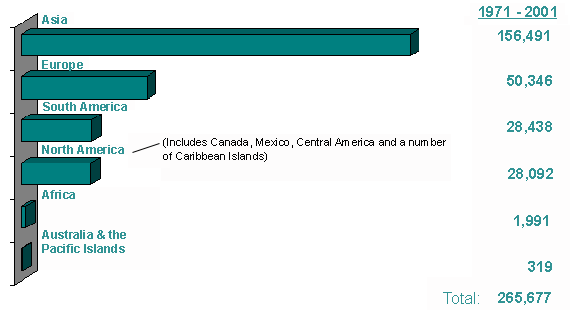 1971 - 2001
Asia
156,491
Europe
50,346
South America
28,438
North America
(Includes Canada, Mexico, Central America and a number
of Caribbean Islands)
28,092
Africa
1,991
Australia & the
Pacific Islands
319
Total: 265,677